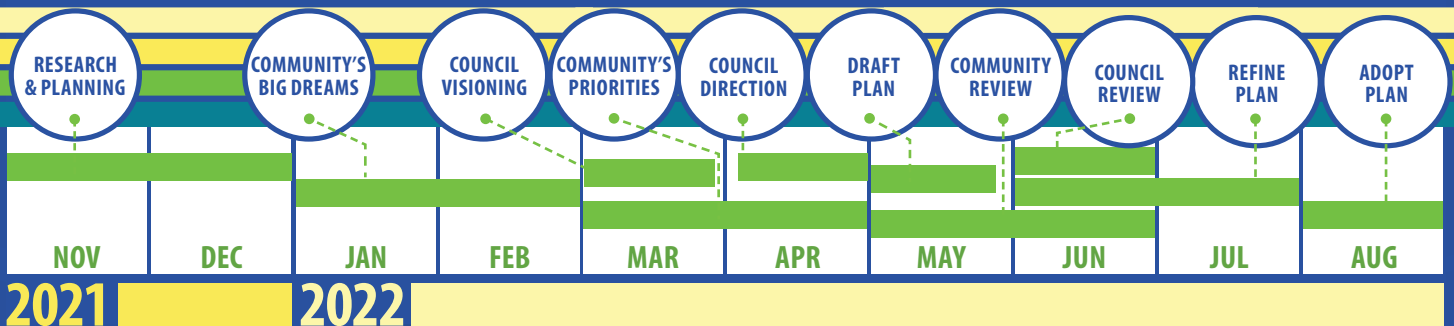 RESEARCH
& PLANNING
COMMUNITY'S
BIG DREAMS
COUNCIL
VISIONING
COMMUNITY'S
PRIORITIES
COUNCIL
DIRECTION
DRAFT
PLAN
COMMUNITY
REVIEW
COUNCIL
REVIEW
REFINE
PLAN
ADOPT
PLAN
NOV DEC JAN FEB MAR APR MAY JUN JUL AUG
2021 2022